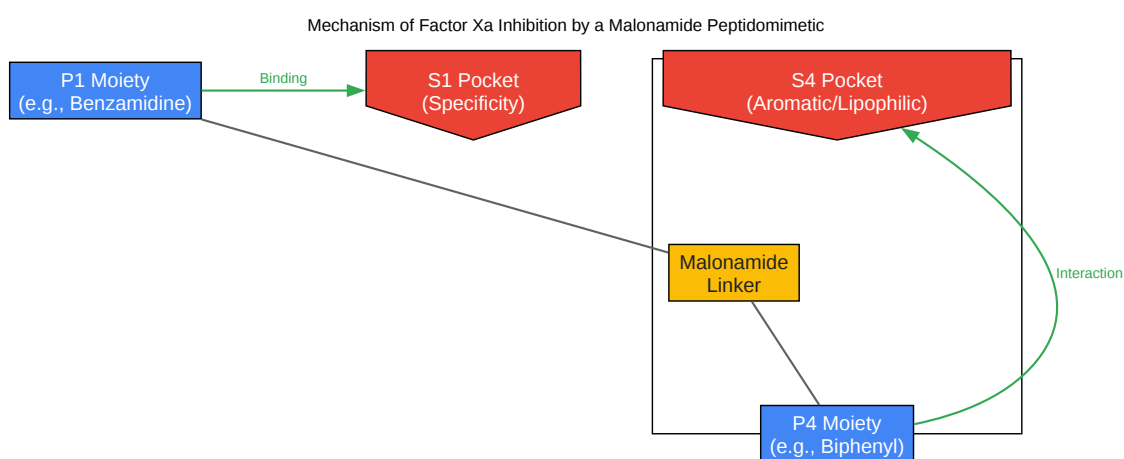 Mechanism of Factor Xa Inhibition by a Malonamide Peptidomimetic
P1 Moiety
(e.g., Benzamidine)
Binding
S1 Pocket
(Specificity)
S4 Pocket
(Aromatic/Lipophilic)
Malonamide
Linker
Interaction
P4 Moiety
(e.g., Biphenyl)